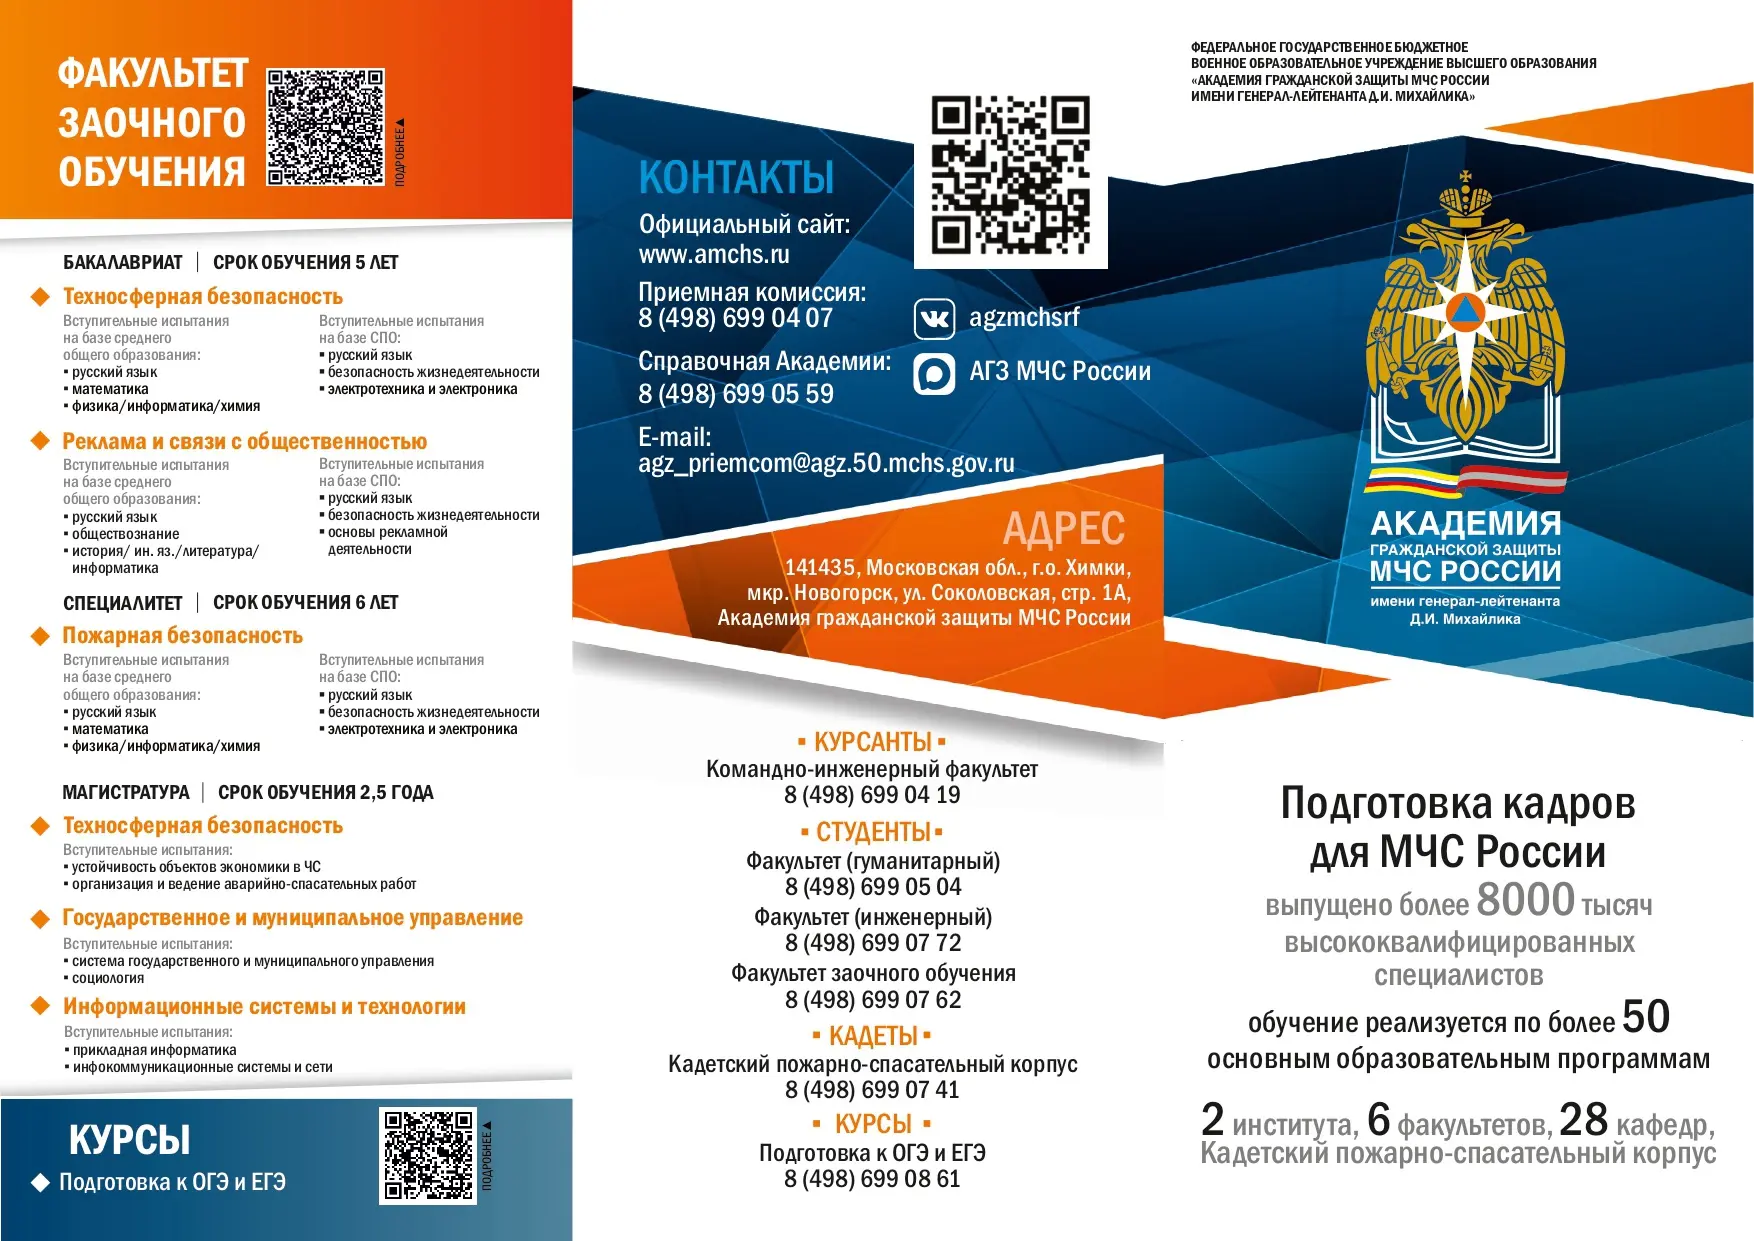 ФАКУЛЬТЕТ
ЗАОЧНОГО
ОБУЧЕНИЯ
ПОДРОБНЕЕ
БАКАЛАВРИАТ | СРОК ОБУЧЕНИЯ 5 ЛЕТ
Техносферная безопасность
Вступительные испытания
на базе среднего
общего образования:
▪ русский язык
▪ математика
▪ физика/информатика/химия
Вступительные испытания
на базе СПО:
▪ русский язык
▪ безопасность жизнедеятельности
▪ электротехника и электроника
Реклама и связи с общественностью
Вступительные испытания
на базе среднего
общего образования:
▪ русский язык
▪ обществознание
▪ история/ ин. яз./литература/
информатика
Вступительные испытания
на базе СПО:
▪ русский язык
▪ безопасность жизнедеятельности
▪ основы рекламной
деятельности
СПЕЦИАЛИТЕТ | СРОК ОБУЧЕНИЯ 6 ЛЕТ
Пожарная безопасность
Вступительные испытания
на базе среднего
общего образования:
▪ русский язык
▪ математика
▪ физика/информатика/химия
Вступительные испытания
на базе СПО:
▪ русский язык
▪ безопасность жизнедеятельности
▪ электротехника и электроника
МАГИСТРАТУРА | СРОК ОБУЧЕНИЯ 2,5 ГОДА
Техносферная безопасность
Вступительные испытания:
▪ устойчивость объектов экономики в ЧС
▪ организация и ведение аварийно-спасательных работ
Государственное и муниципальное управление
Вступительные испытания:
▪ система государственного и муниципального управления
▪ социология
Информационные системы и технологии
Вступительные испытания:
▪ прикладная информатика
▪ инфокоммуникационные системы и сети
КУРСЫ
Подготовка к ОГЭ и ЕГЭ
ПОДРОБНЕЕ
КОНТАКТЫ
Официальный сайт:
www.amchs.ru
Приемная комиссия:
8 (498) 699 04 07
Справочная Академии:
8 (498) 699 05 59
E-mail:
agz_priemcom@agz.50.mchs.gov.ru
agzmchsrf
АГЗ МЧС России
АДРЕС
141435, Московская обл., г.о. Химки,
мкр. Новогорск, ул. Соколовская, стр. 1А,
Академия гражданской защиты МЧС России
▪ КУРСАНТЫ ▪
Командно-инженерный факультет
8 (498) 699 04 19
▪ СТУДЕНТЫ ▪
Факультет (гуманитарный)
8 (498) 699 05 04
Факультет (инженерный)
8 (498) 699 07 72
Факультет заочного обучения
8 (498) 699 07 62
▪ КАДЕТЫ ▪
Кадетский пожарно-спасательный корпус
8 (498) 699 07 41
▪ КУРСЫ ▪
Подготовка к ОГЭ и ЕГЭ
8 (498) 699 08 61
ФЕДЕРАЛЬНОЕ ГОСУДАРСТВЕННОЕ БЮДЖЕТНОЕ
ВОЕННОЕ ОБРАЗОВАТЕЛЬНОЕ УЧРЕЖДЕНИЕ ВЫСШЕГО ОБРАЗОВАНИЯ
«АКАДЕМИЯ ГРАЖДАНСКОЙ ЗАЩИТЫ МЧС РОССИИ
ИМЕНИ ГЕНЕРАЛ-ЛЕЙТЕНАНТА Д.И. МИХАЙЛИКА»
АКАДЕМИЯ
ГРАЖДАНСКОЙ ЗАЩИТЫ
МЧС РОССИИ
имени генерал-лейтенанта
Д.И. Михайлика
Подготовка кадров
для МЧС России
выпущено более 8000 тысяч
высококвалифицированных
специалистов
обучение реализуется по более 50
основным образовательным программам
2 института, 6 факультетов, 28 кафедр,
Кадетский пожарно-спасательный корпус